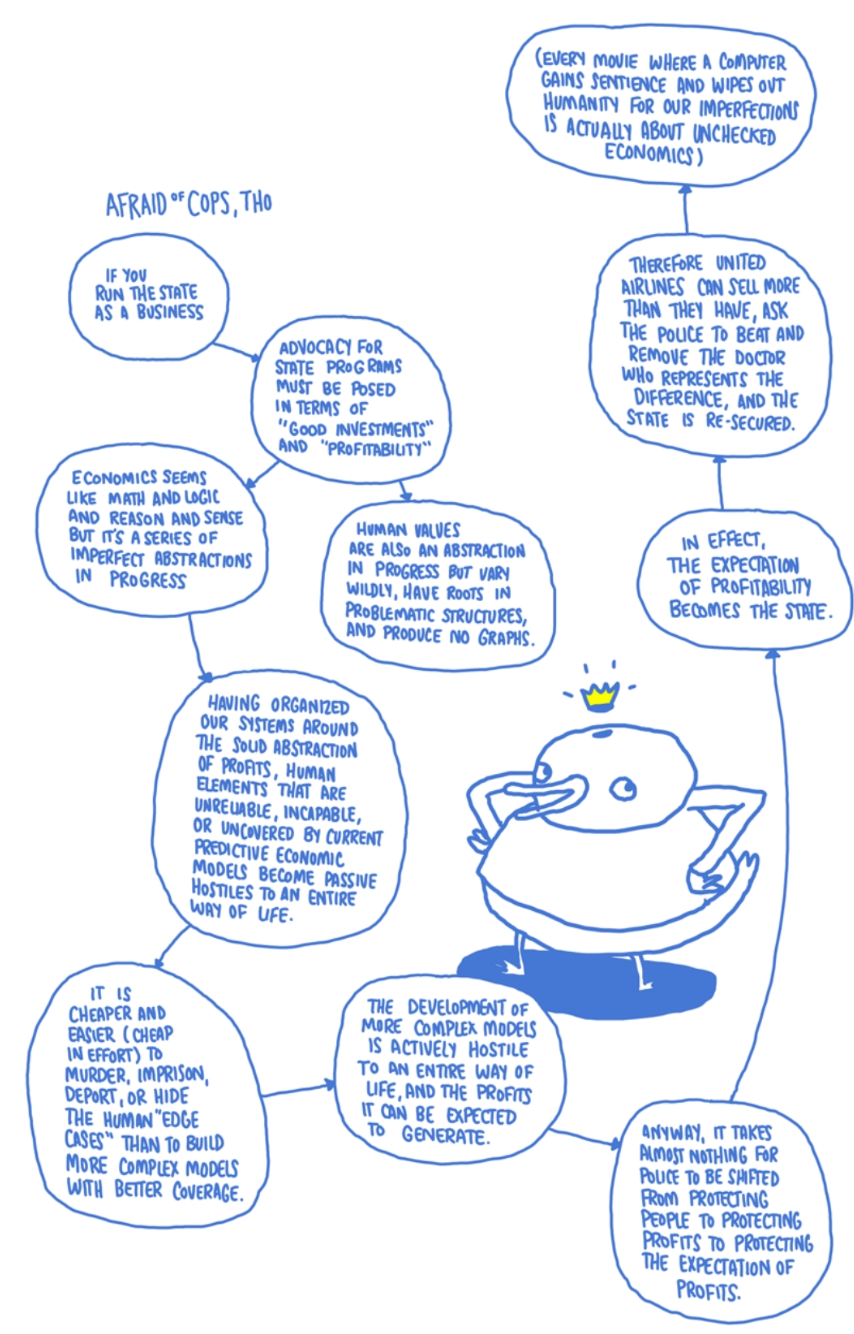 AFRAID OF COPS, THO
IF YOU
RUN THE STATE
AS A BUSINESS
ADVOCACY FOR
STATE PROGRAMS
MUST BE POSED
IN TERMS OF
"GOOD INVESTMENTS"
AND "PROFITABILITY"
ECONOMICS SEEMS
LIKE MATH AND LOGIC
AND REASON AND SENSE
BUT IT'S A SERIES OF
IMPERFECT ABSTRACTIONS
IN PROGRESS
HUMAN VALUES
ARE ALSO AN ABSTRACTION
IN PROGRESS BUT VARY
WILDLY, HAVE ROOTS IN
PROBLEMATIC STRUCTURES,
AND PRODUCE NO GRAPHS.
HAVING ORGANIZED
OUR SYSTEMS AROUND
THE SOLID ABSTRACTION
OF PROFITS, HUMAN
ELEMENTS THAT ARE
UNRELIABLE, INCAPABLE,
OR UNCOVERED BY CURRENT
PREDICTIVE ECONOMIC
MODELS BECOME PASSIVE
HOSTILES TO AN ENTIRE
WAY OF LIFE.
IT IS
CHEAPER AND
EASIER (CHEAP
IN EFFORT) TO
MURDER, IMPRISON,
DEPORT, OR HIDE
THE HUMAN "EDGE
CASES" THAN TO BUILD
MORE COMPLEX MODELS
WITH BETTER COVERAGE.
THE DEVELOPMENT OF
MORE COMPLEX MODELS
IS ACTIVELY HOSTILE
TO AN ENTIRE WAY OF
LIFE, AND THE PROFITS
IT CAN BE EXPECTED
TO GENERATE.
ANYWAY, IT TAKES
ALMOST NOTHING FOR
POLICE TO BE SHIFTED
FROM PROTECTING
PEOPLE TO PROTECTING
PROFITS TO PROTECTING
THE EXPECTATION OF
PROFITS.
IN EFFECT,
THE EXPECTATION
OF PROFITABILITY
BECOMES THE STATE.
THEREFORE UNITED
AIRLINES CAN SELL MORE
THAN THEY HAVE, ASK
THE POLICE TO BEAT AND
REMOVE THE DOCTOR
WHO REPRESENTS THE
DIFFERENCE, AND THE
STATE IS RE-SECURED.
(EVERY MOVIE WHERE A COMPUTER
GAINS SENTIENCE AND WIPES OUT
HUMANITY FOR OUR IMPERFECTIONS
IS ACTUALLY ABOUT UNCHECKED
ECONOMICS)